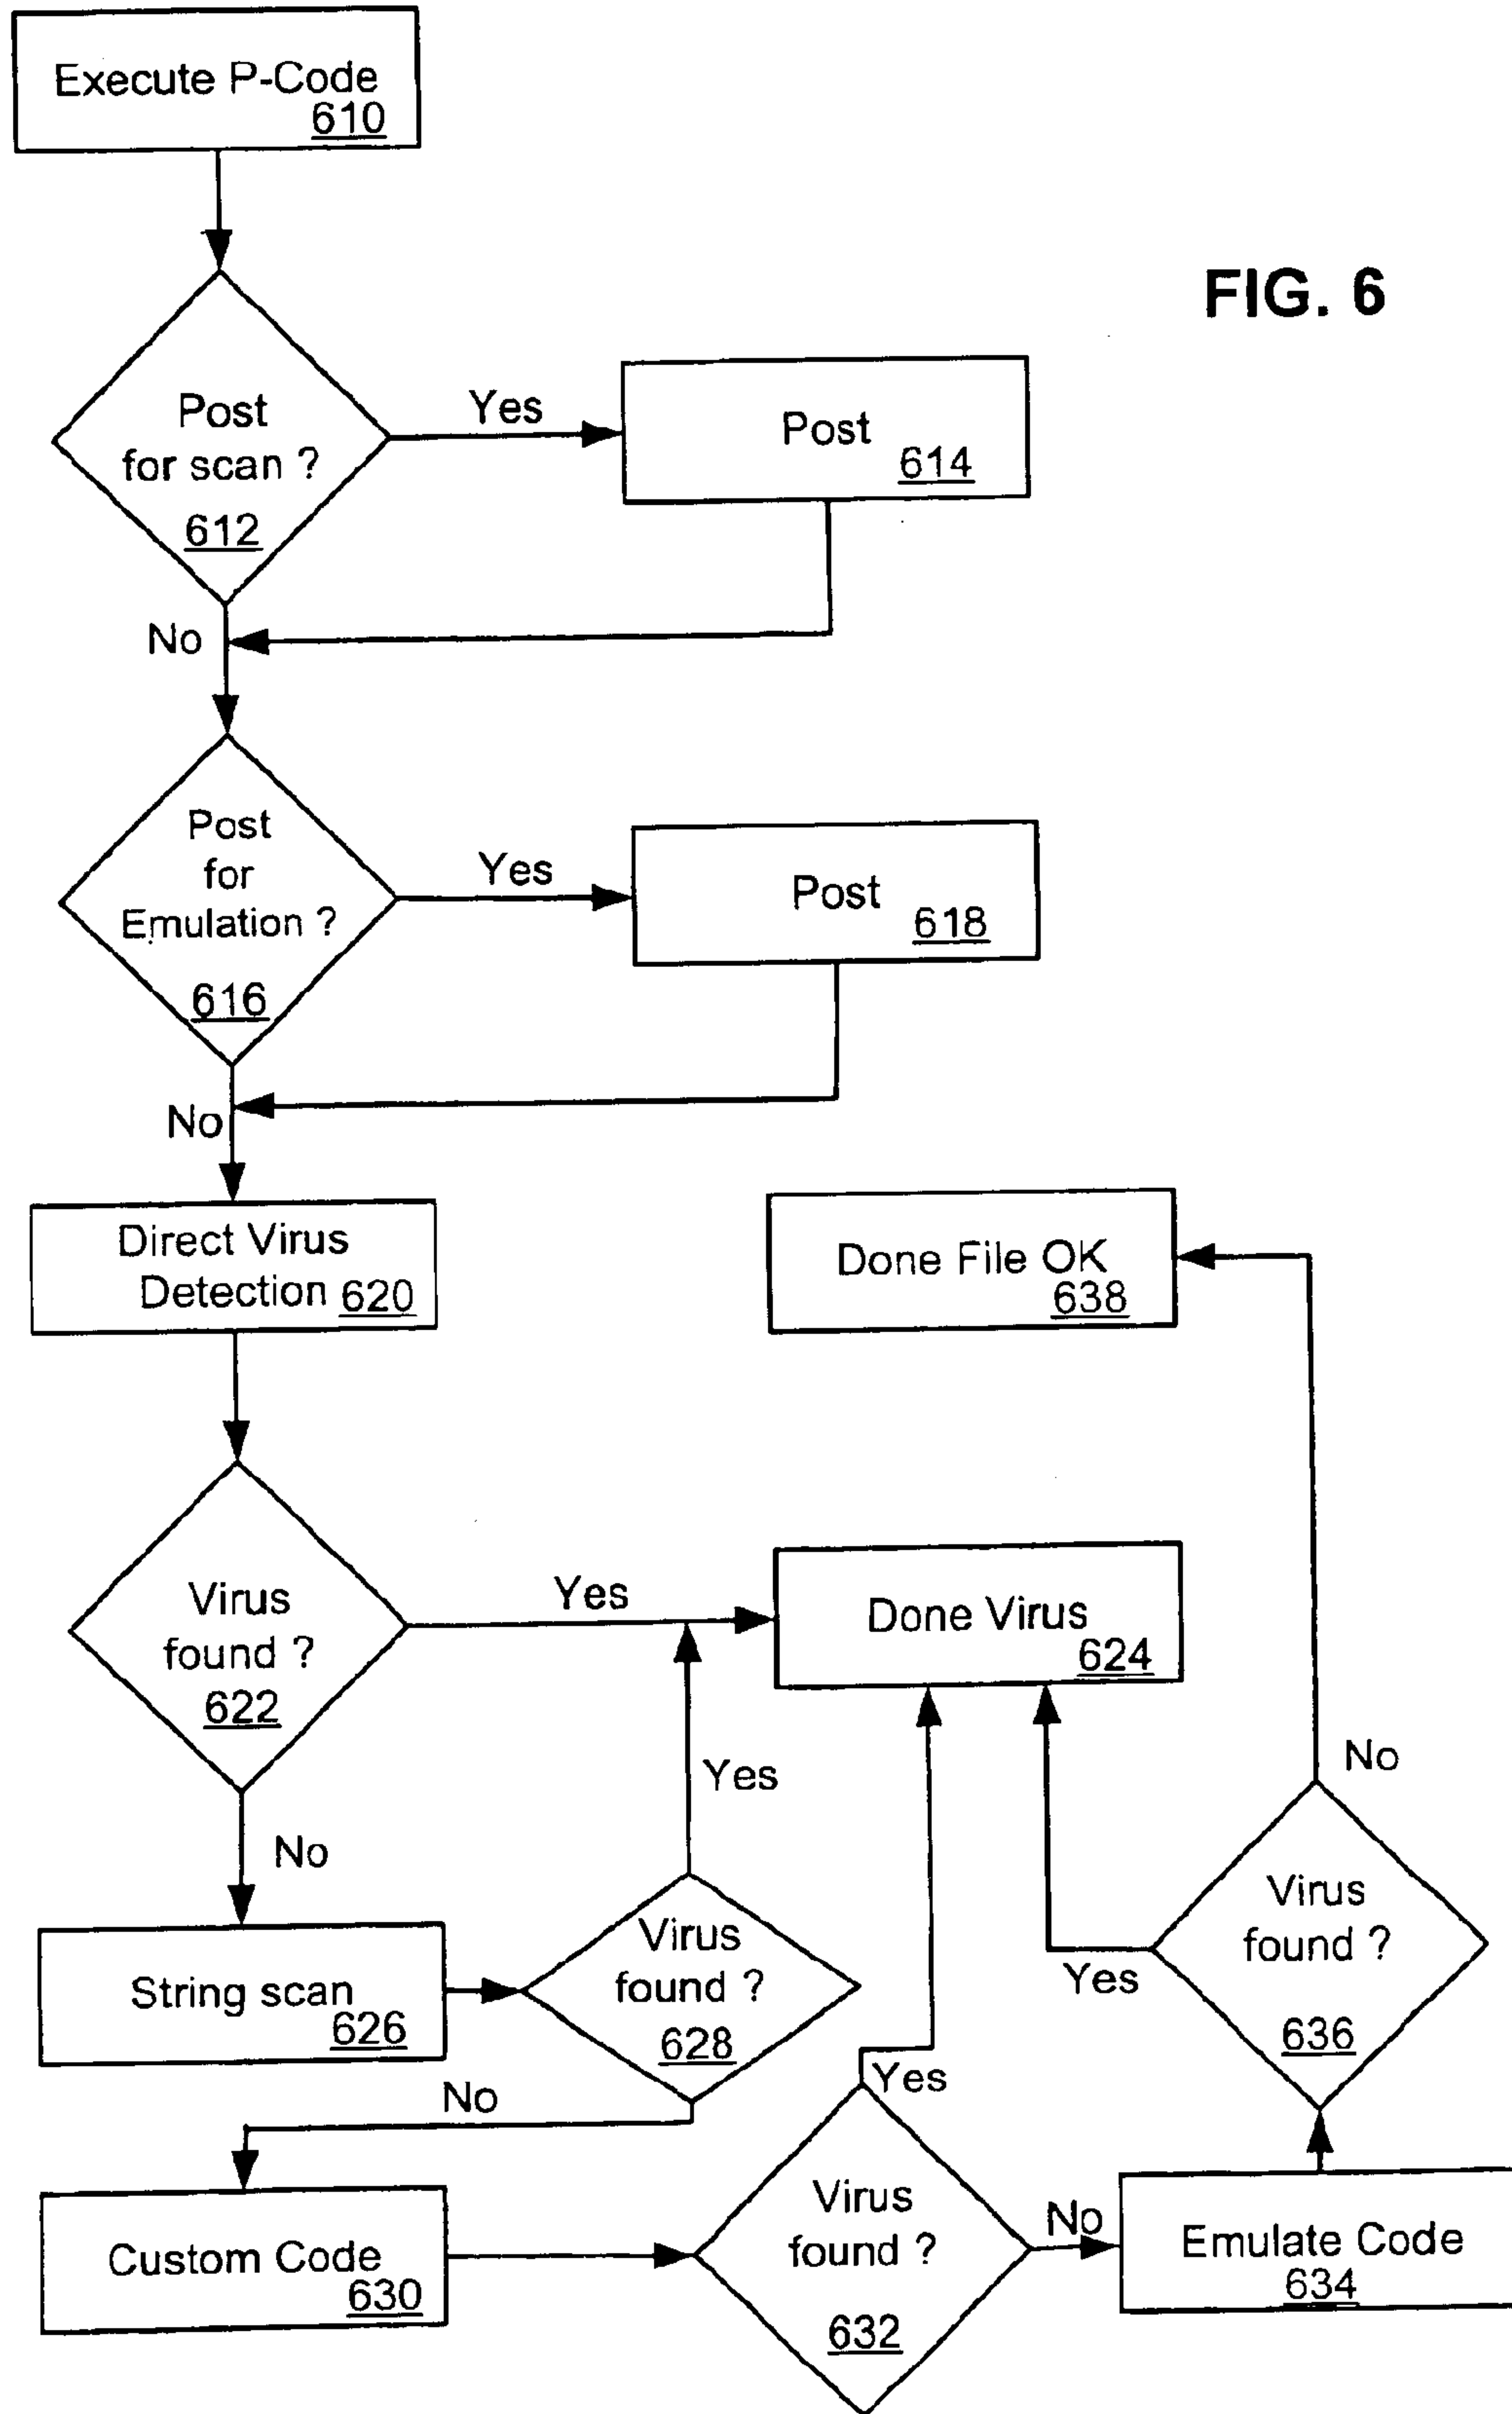 Execute P-Code
610
FIG. 6
Post
for scan ?
612
Yes
Post
614
No
Post
for
Emulation ?
616
Yes
Post
618
No
Direct Virus
Detection 620
Done File OK
638
Virus
found ?
622
Yes
Done Virus
624
No
Yes
No
String scan
626
Virus
found ?
628
Virus
found ?
636
Yes
No
Yes
Custom Code
630
Virus
found ?
632
No
Emulate Code
634